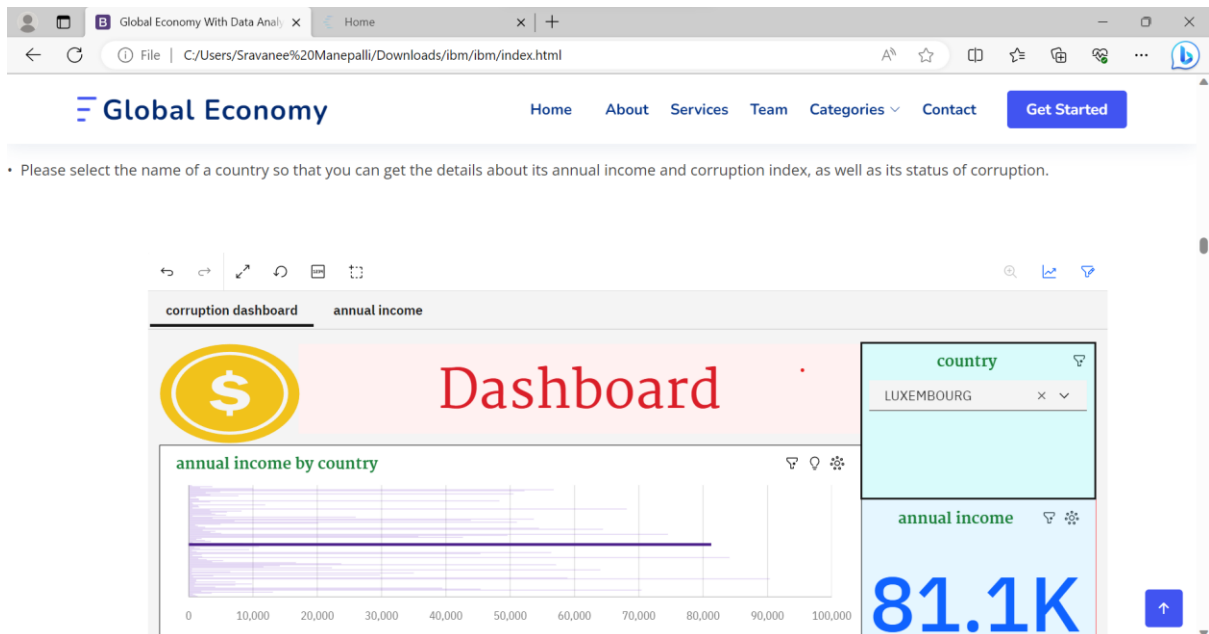 Global Economy With Data Analy
Home
File | C:/Users/Sravanee%20Manepalli/Downloads/ibm/ibm/index.html
Global Economy
Home About Services Team Categories Contact Get Started
• Please select the name of a country so that you can get the details about its annual income and corruption index, as well as its status of corruption.
corruption dashboard annual income
$
Dashboard
country
LUXEMBOURG
annual income by country
annual income
0 10,000 20,000 30,000 40,000 50,000 60,000 70,000 80,000 90,000 100,000
81.1K